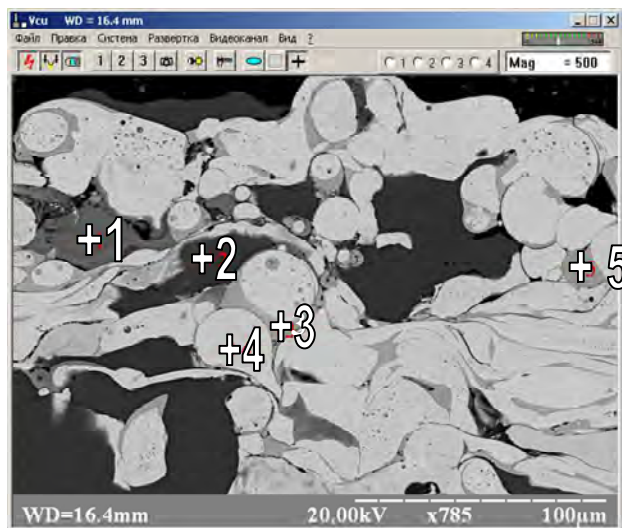 Vcu WD = 16.4 mm
Файл Правка Система Развертка Видеоканал Вид ?
1 2 3 1 2 3 4 Mag = 500
+1
+2
+ 5
+3
+4
WD=16.4mm 20.00kV x785 100µm